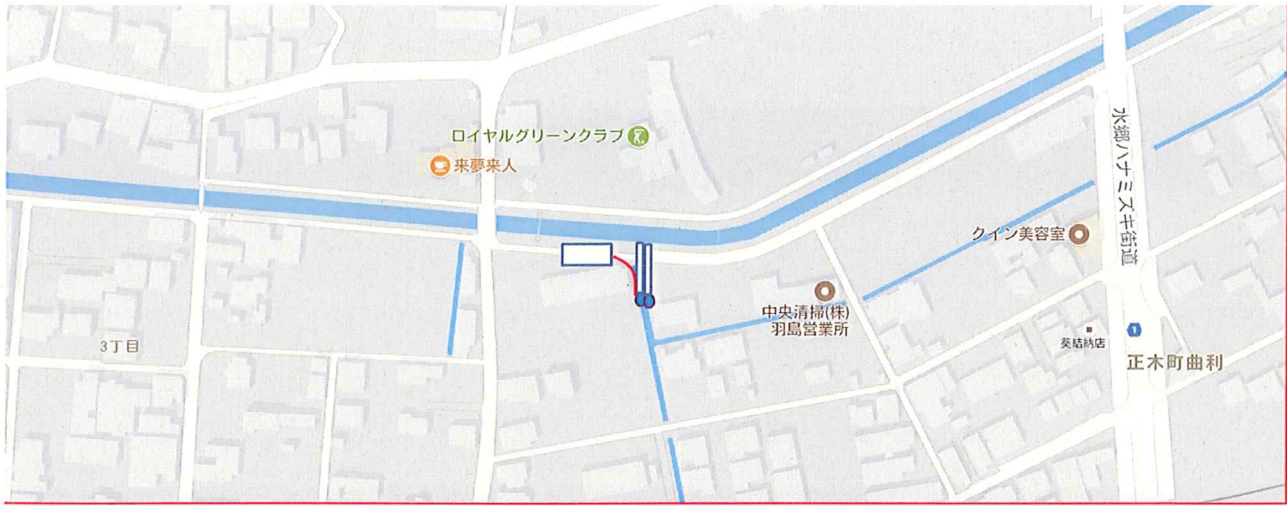 ロイヤルグリーンクラブ
来夢来人
水郷ハナミズキ街道
クイン美容室
中央清掃(株)
羽島営業所
3丁目
葵結納店
1
正木町曲利